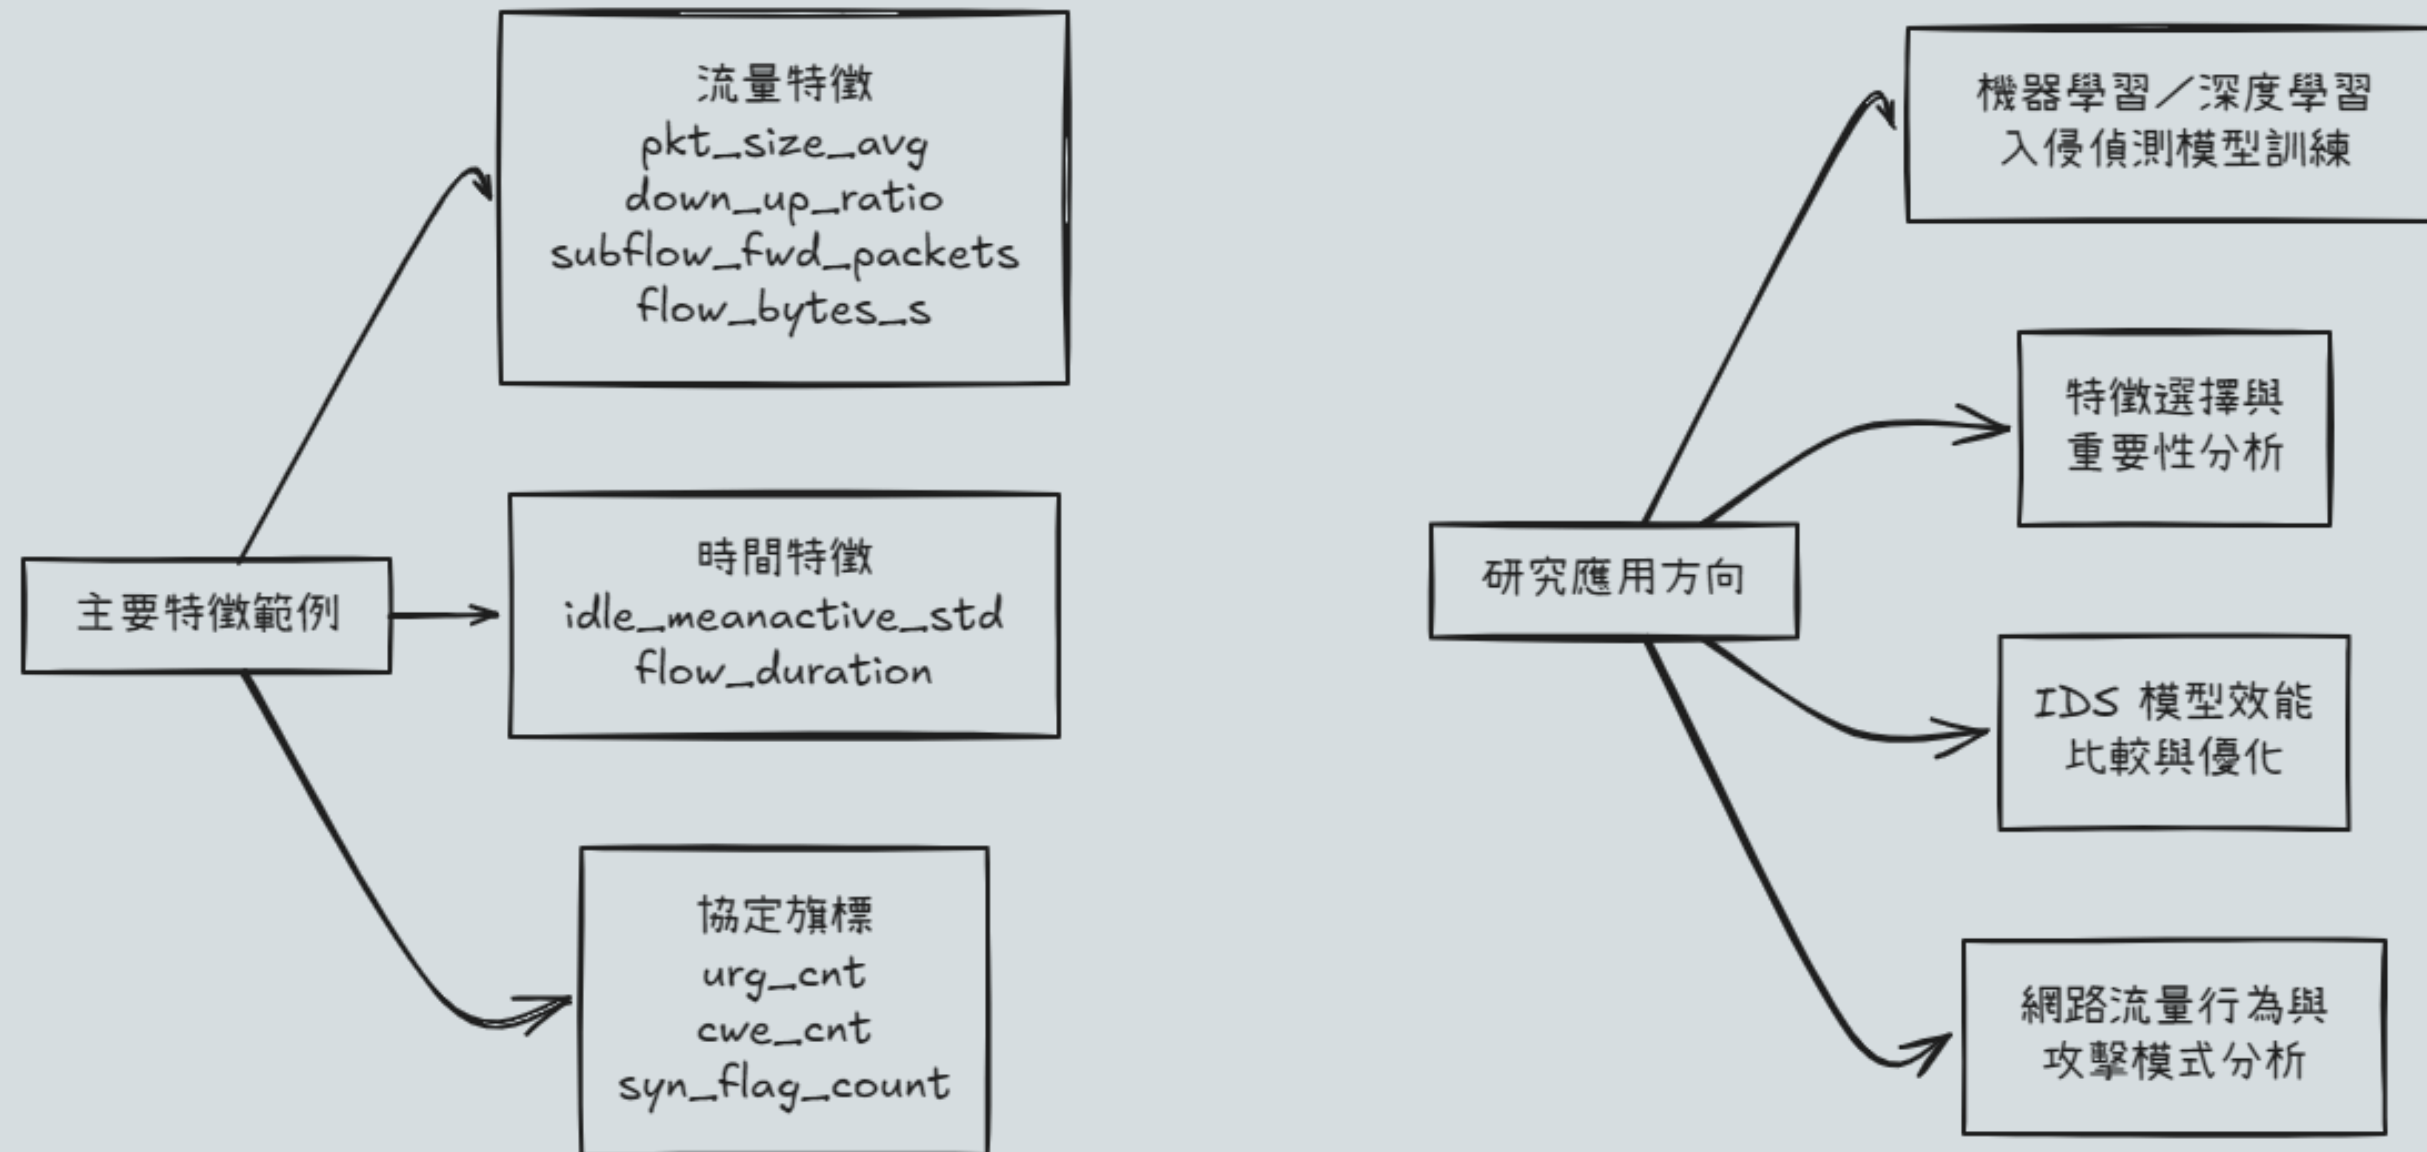 主要特徵範例
流量特徵
pkt_size_avg
down_up_ratio
subflow_fwd_packets
flow_bytes_s
時間特徵
idle_meanactive_std
flow_duration
協定旗標
urg_cnt
cwe_cnt
syn_flag_count
研究應用方向
機器學習／深度學習
入侵偵測模型訓練
特徵選擇與
重要性分析
IDS 模型效能
比較與優化
網路流量行為與
攻擊模式分析